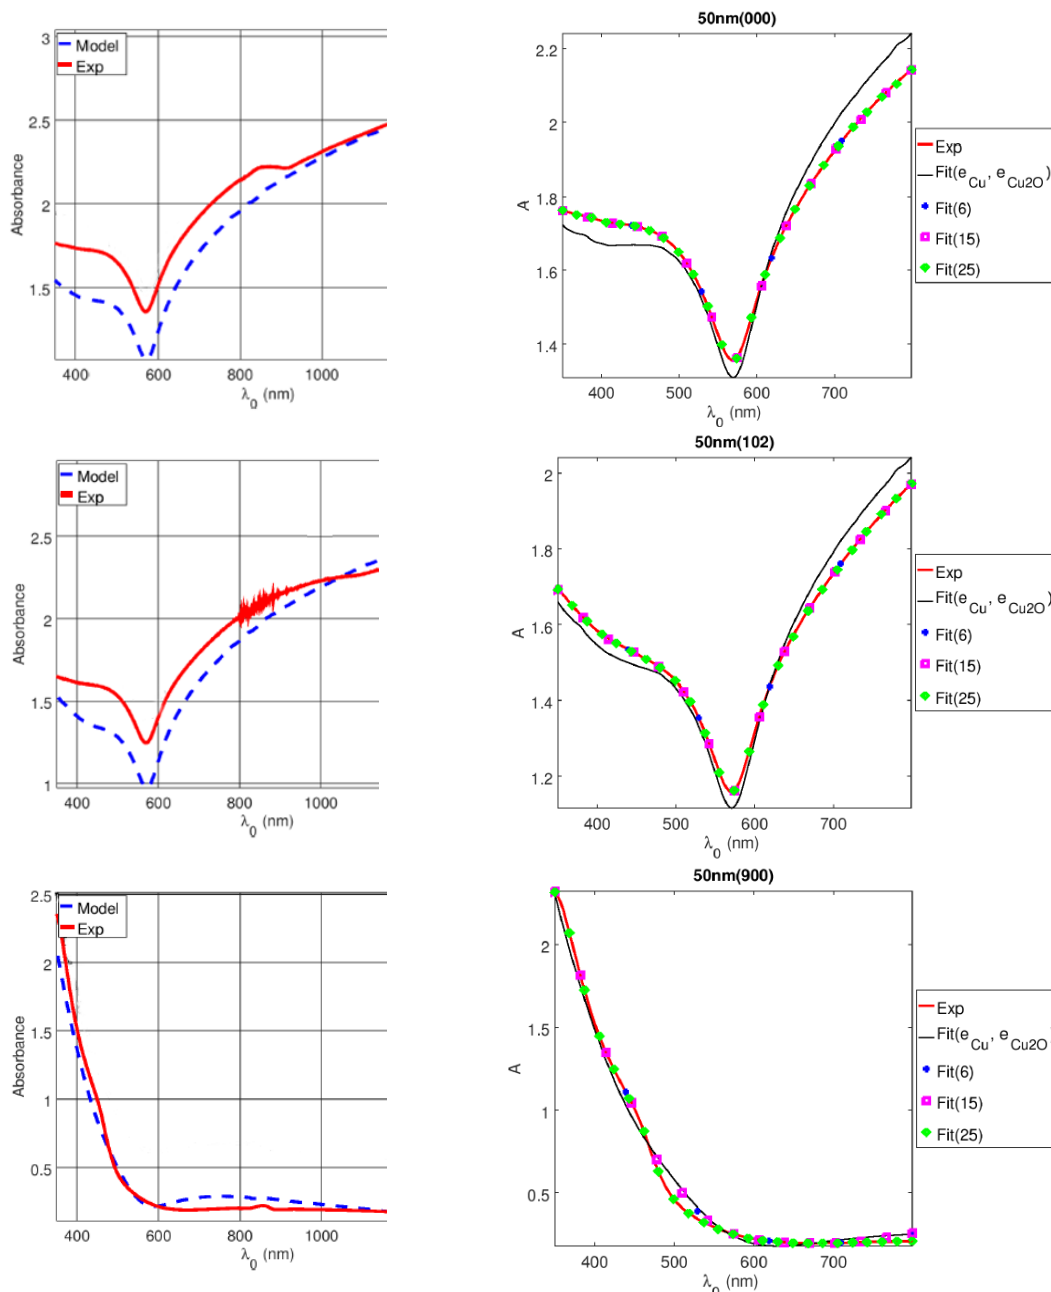 3
2.5
2
1.5
400
600
800
1000
λ0 (nm)
Absorbance
Model
Exp
50nm(000)
2.2
2
1.8
1.6
1.4
400
500
600
700
λ0 (nm)
A
Exp
Fit(eCu, eCu2O)
Fit(6)
Fit(15)
Fit(25)
2.5
2
1.5
1
400
600
800
1000
λ0 (nm)
Absorbance
Model
Exp
50nm(102)
2
1.8
1.6
1.4
1.2
400
500
600
700
λ0 (nm)
A
Exp
Fit(eCu, eCu2O)
Fit(6)
Fit(15)
Fit(25)
2.5
2
1.5
1
0.5
400
600
800
1000
λ0 (nm)
Absorbance
Model
Exp
50nm(900)
2
1.5
1
0.5
400
500
600
700
λ0 (nm)
A
Exp
Fit(eCu, eCu2O)
Fit(6)
Fit(15)
Fit(25)